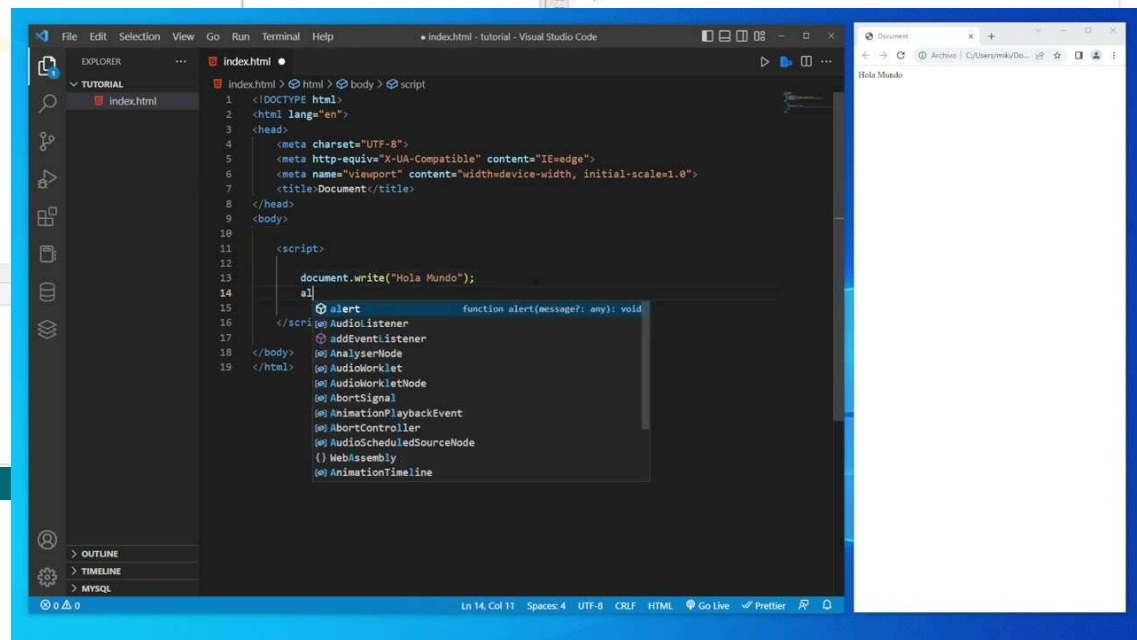 File Edit Selection View Go Run Terminal Help
● index.html - tutorial - Visual Studio Code
EXPLORER ...
TUTORIAL
index.html
index.html ●
index.html > html > body > script
1 <!DOCTYPE html>
2 <html lang="en">
3 <head>
4 <meta charset="UTF-8">
5 <meta http-equiv="X-UA-Compatible" content="IE=edge">
6 <meta name="viewport" content="width=device-width, initial-scale=1.0">
7 <title>Document</title>
8 </head>
9 <body>
10
11 <script>
12
13 document.write("Hola Mundo");
14 al
15
16 </scri
17
18 </body>
19 </html>
alert function alert(message?: any): void
AudioListener
addEventListener
AnalyserNode
AudioWorklet
AudioWorkletNode
AbortSignal
AnimationPlaybackEvent
AbortController
AudioScheduledSourceNode
{} WebAssembly
AnimationTimeline
> OUTLINE
> TIMELINE
> MYSQL
0 0
Ln 14, Col 11 Spaces: 4 UTF-8 CRLF HTML Go Live Prettier
1
Document
Archivo | C:/Users/miki/Do...
Hola Mundo